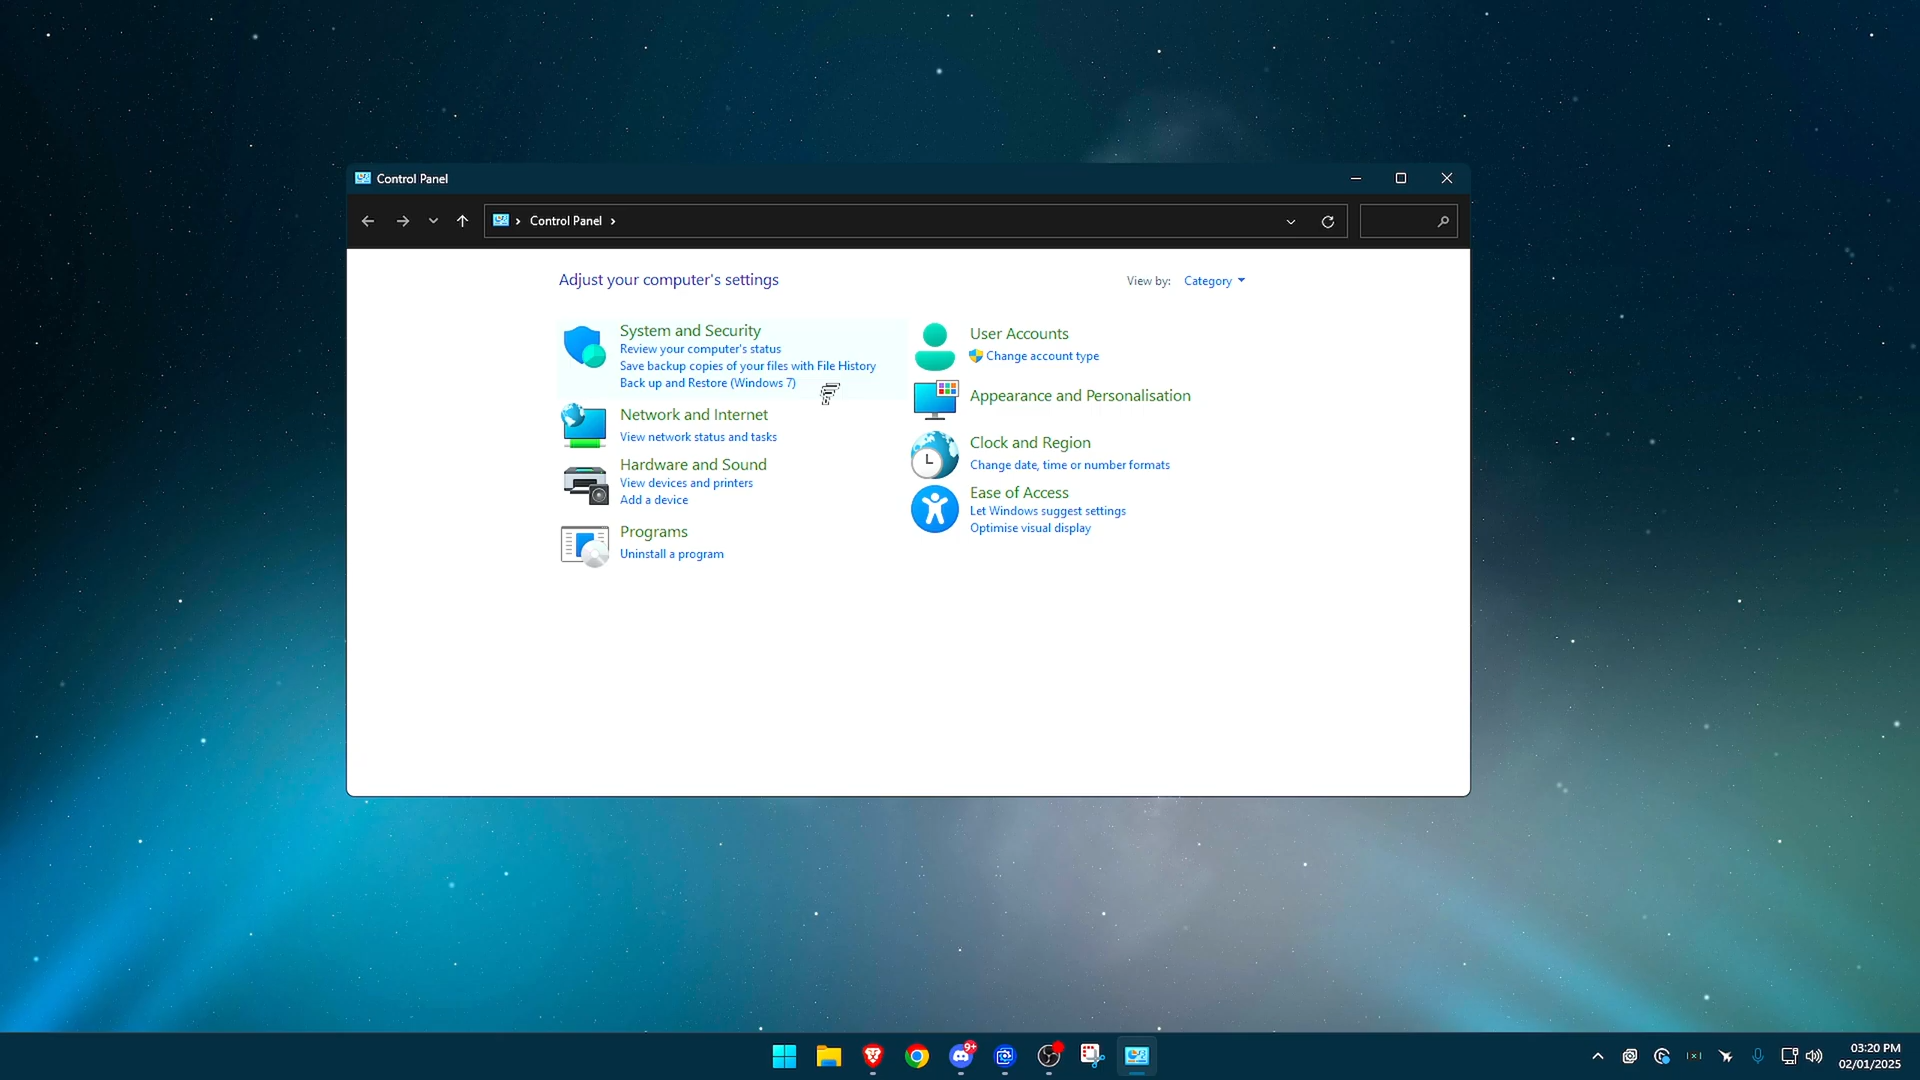 Control Panel
Control Panel
Adjust your computer's settings
View by: Category
System and Security
Review your computer's status
Save backup copies of your files with File History
Back up and Restore (Windows 7)
Network and Internet
View network status and tasks
Hardware and Sound
View devices and printers
Add a device
Programs
Uninstall a program
User Accounts
Change account type
Appearance and Personalisation
Clock and Region
Change date, time or number formats
Ease of Access
Let Windows suggest settings
Optimise visual display
9+
03:20 PM
02/01/2025